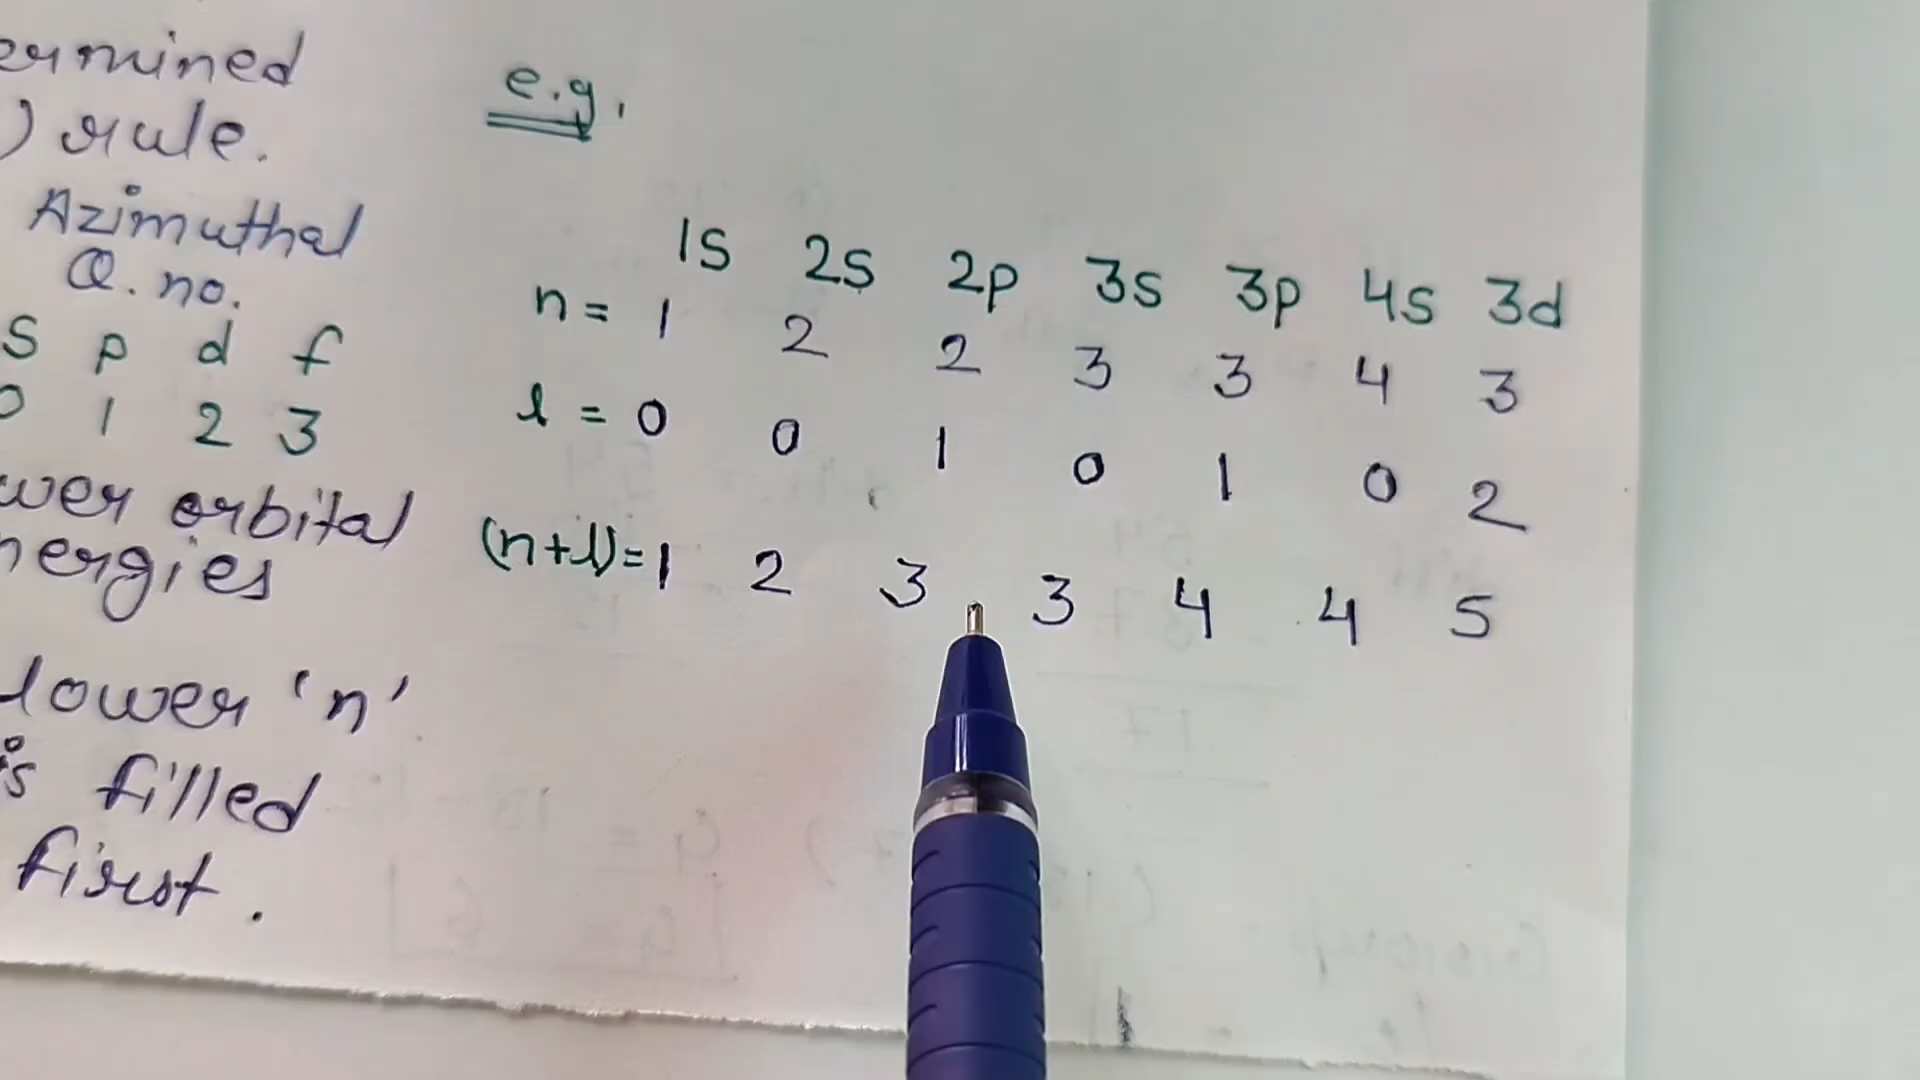 ermined
) rule.
Azimuthal
Q. no.
S p d f
0 1 2 3
wer orbital
nergies
lower 'n'
is filled
first.
e.g.
1s 2s 2p 3s 3p 4s 3d
n = 1 2 2 3 3 4 3
l = 0 0 1 0 1 0 2
(n+l)= 1 2 3 3 4 4 5